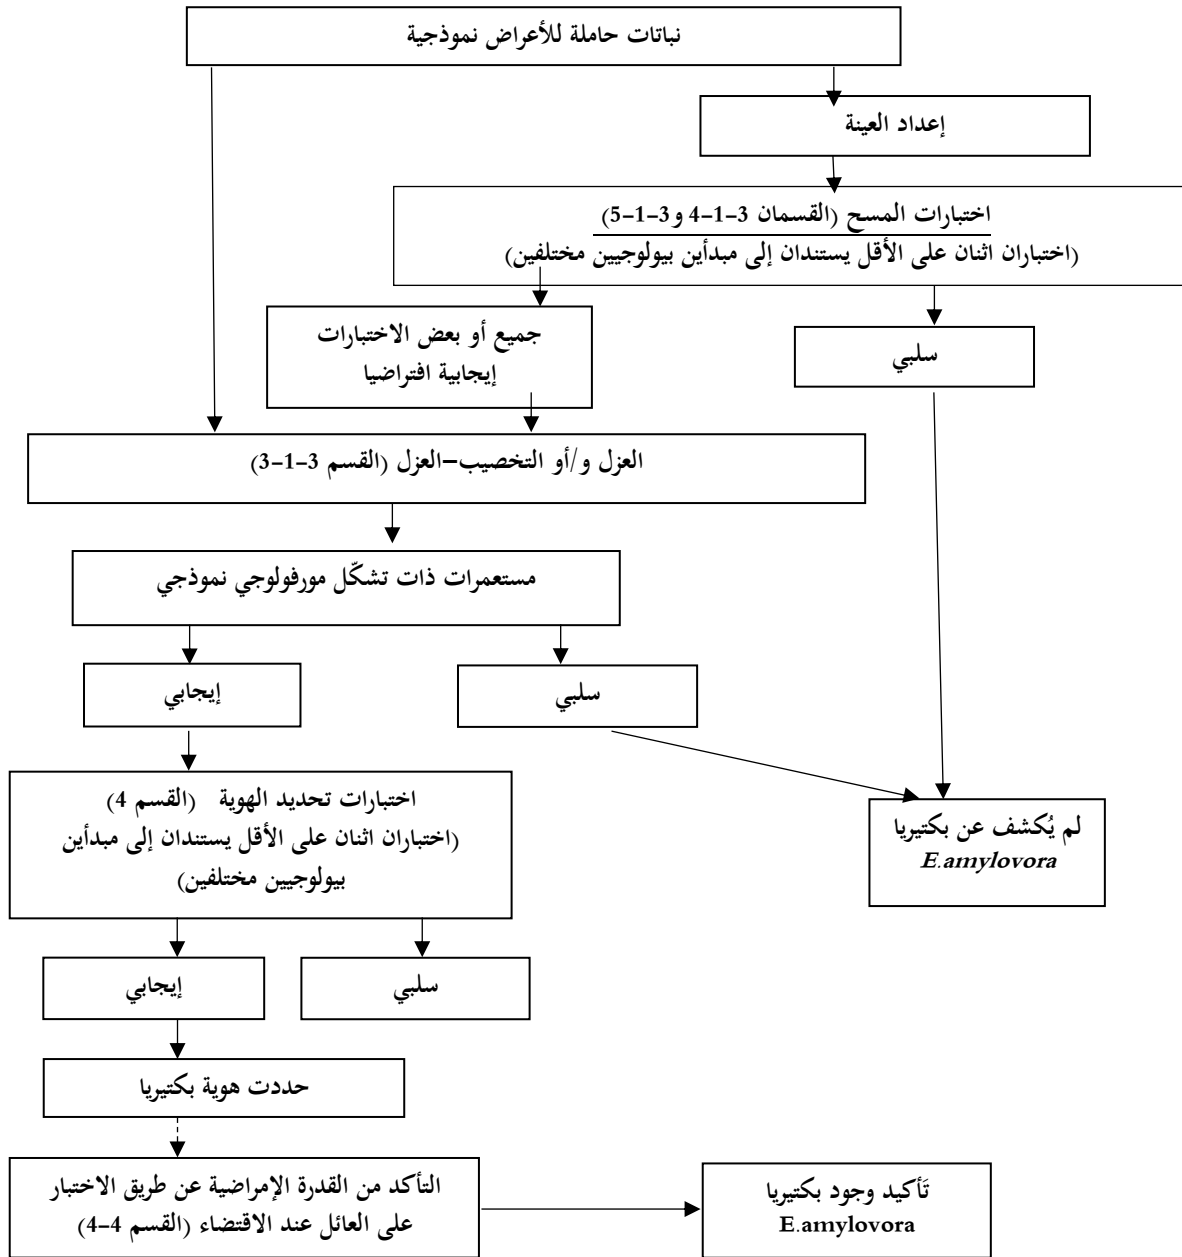 نباتات حاملة للأعراض نموذجية
إعداد العينة
اختبارات المسح (القسمان 3-1-4 و3-1-5)
(اختباران اثنان على الأقل يستندان إلى مبدأين بيولوجيين مختلفين)
جميع أو بعض الاختبارات
إيجابية افتراضيا
سلبي
العزل و/أو التخصيب–العزل (القسم 3-1-3)
مستعمرات ذات تشكّل مورفولوجي نموذجي
إيجابي
سلبي
اختبارات تحديد الهوية (القسم 4)
(اختباران اثنان على الأقل يستندان إلى مبدأين
بيولوجيين مختلفين)
لم يُكشف عن بكتيريا
E.amylovora
إيجابي
سلبي
حددت هوية بكتيريا
التأكد من القدرة الإمراضية عن طريق الاختبار
على العائل عند الاقتضاء (القسم 4-4)
تَأكيد وجود بكتيريا
E.amylovora